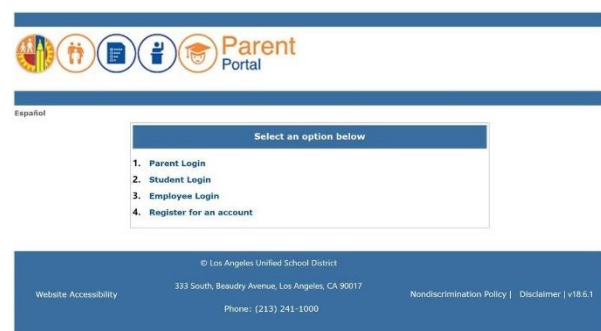 Parent
Portal
Español
Select an option below
1. Parent Login
2. Student Login
3. Employee Login
4. Register for an account
© Los Angeles Unified School District
333 South, Beaudry Avenue, Los Angeles, CA 90017
Phone: (213) 241-1000
Website Accessibility
Nondiscrimination Policy | Disclaimer | v18.6.1